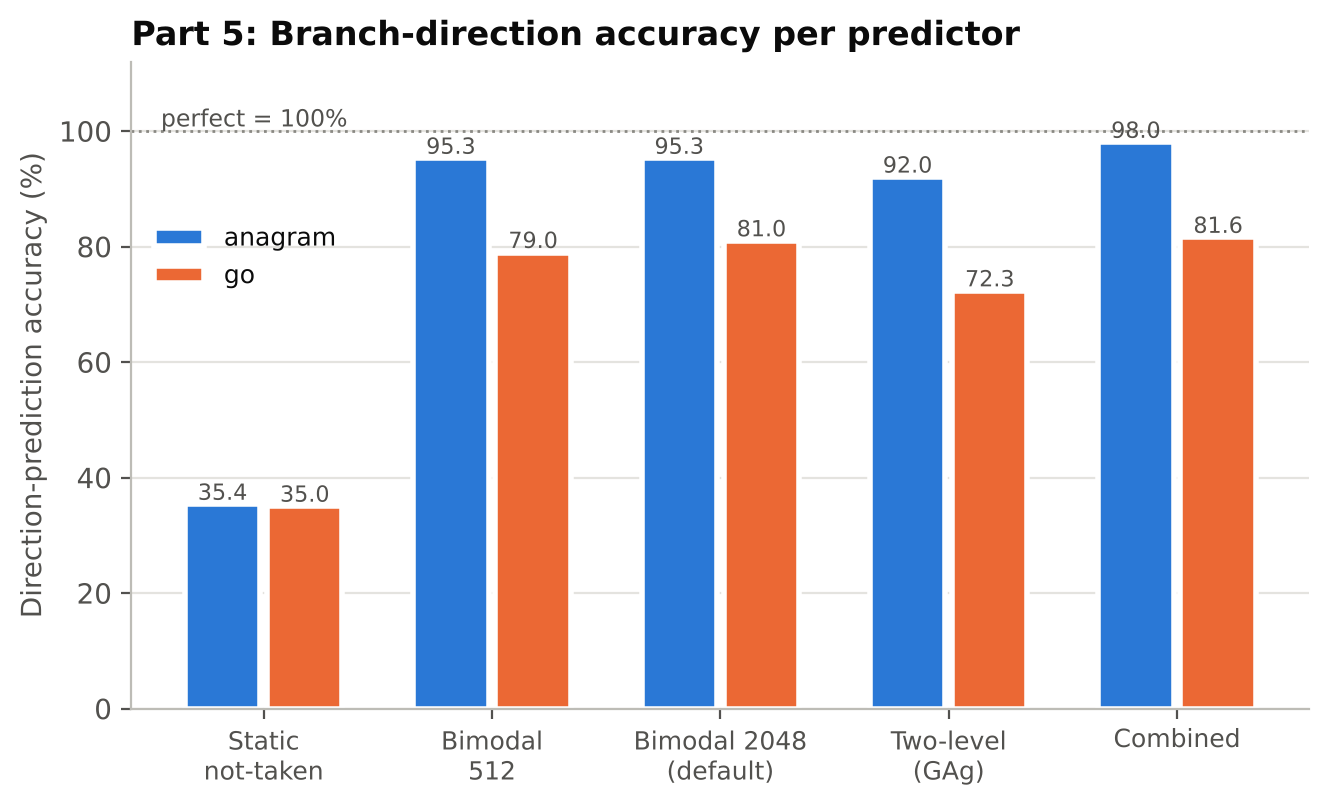 Part 5: Branch-direction accuracy per predictor
Direction-prediction accuracy (%)
100
80
60
40
20
0
perfect = 100%
anagram
go
35.4
35.0
95.3
79.0
95.3
81.0
92.0
72.3
98.0
81.6
Static
not-taken
Bimodal
512
Bimodal 2048
(default)
Two-level
(GAg)
Combined